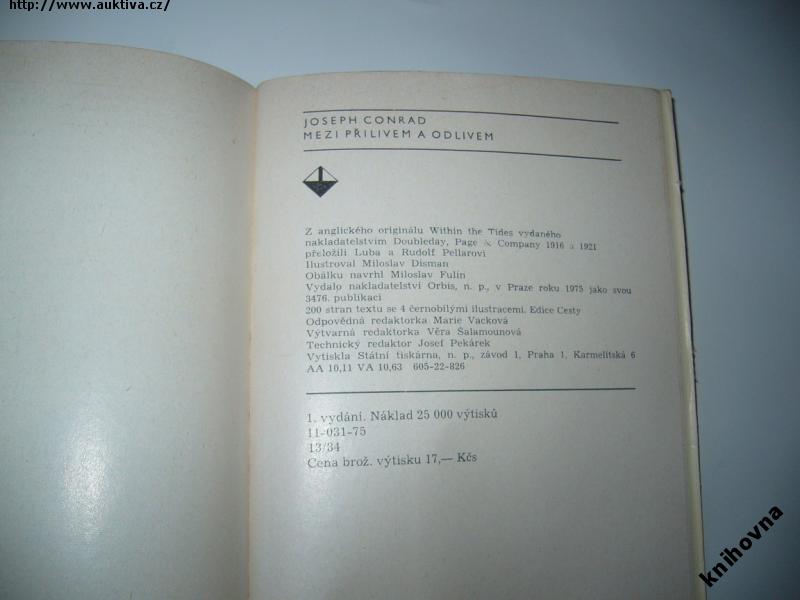 http://www.auktiva.cz/
JOSEPH CONRAD
MEZI PŘÍLIVEM A ODLIVEM
Z anglického originálu Within the Tides vydaného
nakladatelstvím Doubleday, Page & Company 1916 a 1921
přeložili Luba a Rudolf Pellarovi
Ilustroval Miloslav Disman
Obálku navrhl Miloslav Fulín
Vydalo nakladatelství Orbis, n. p., v Praze roku 1975 jako svou
3476. publikaci
200 stran textu se 4 černobílými ilustracemi. Edice Cesty
Odpovědná redaktorka Marie Vacková
Výtvarná redaktorka Věra Šalamounová
Technický redaktor Josef Pekárek
Vytiskla Státní tiskárna, n. p., závod 1, Praha 1, Karmelitská 6
AA 10,11 VA 10,63 605-22-826
1. vydání. Náklad 25 000 výtisků
11-031-75
13/34
Cena brož. výtisku 17,— Kčs
knihovna